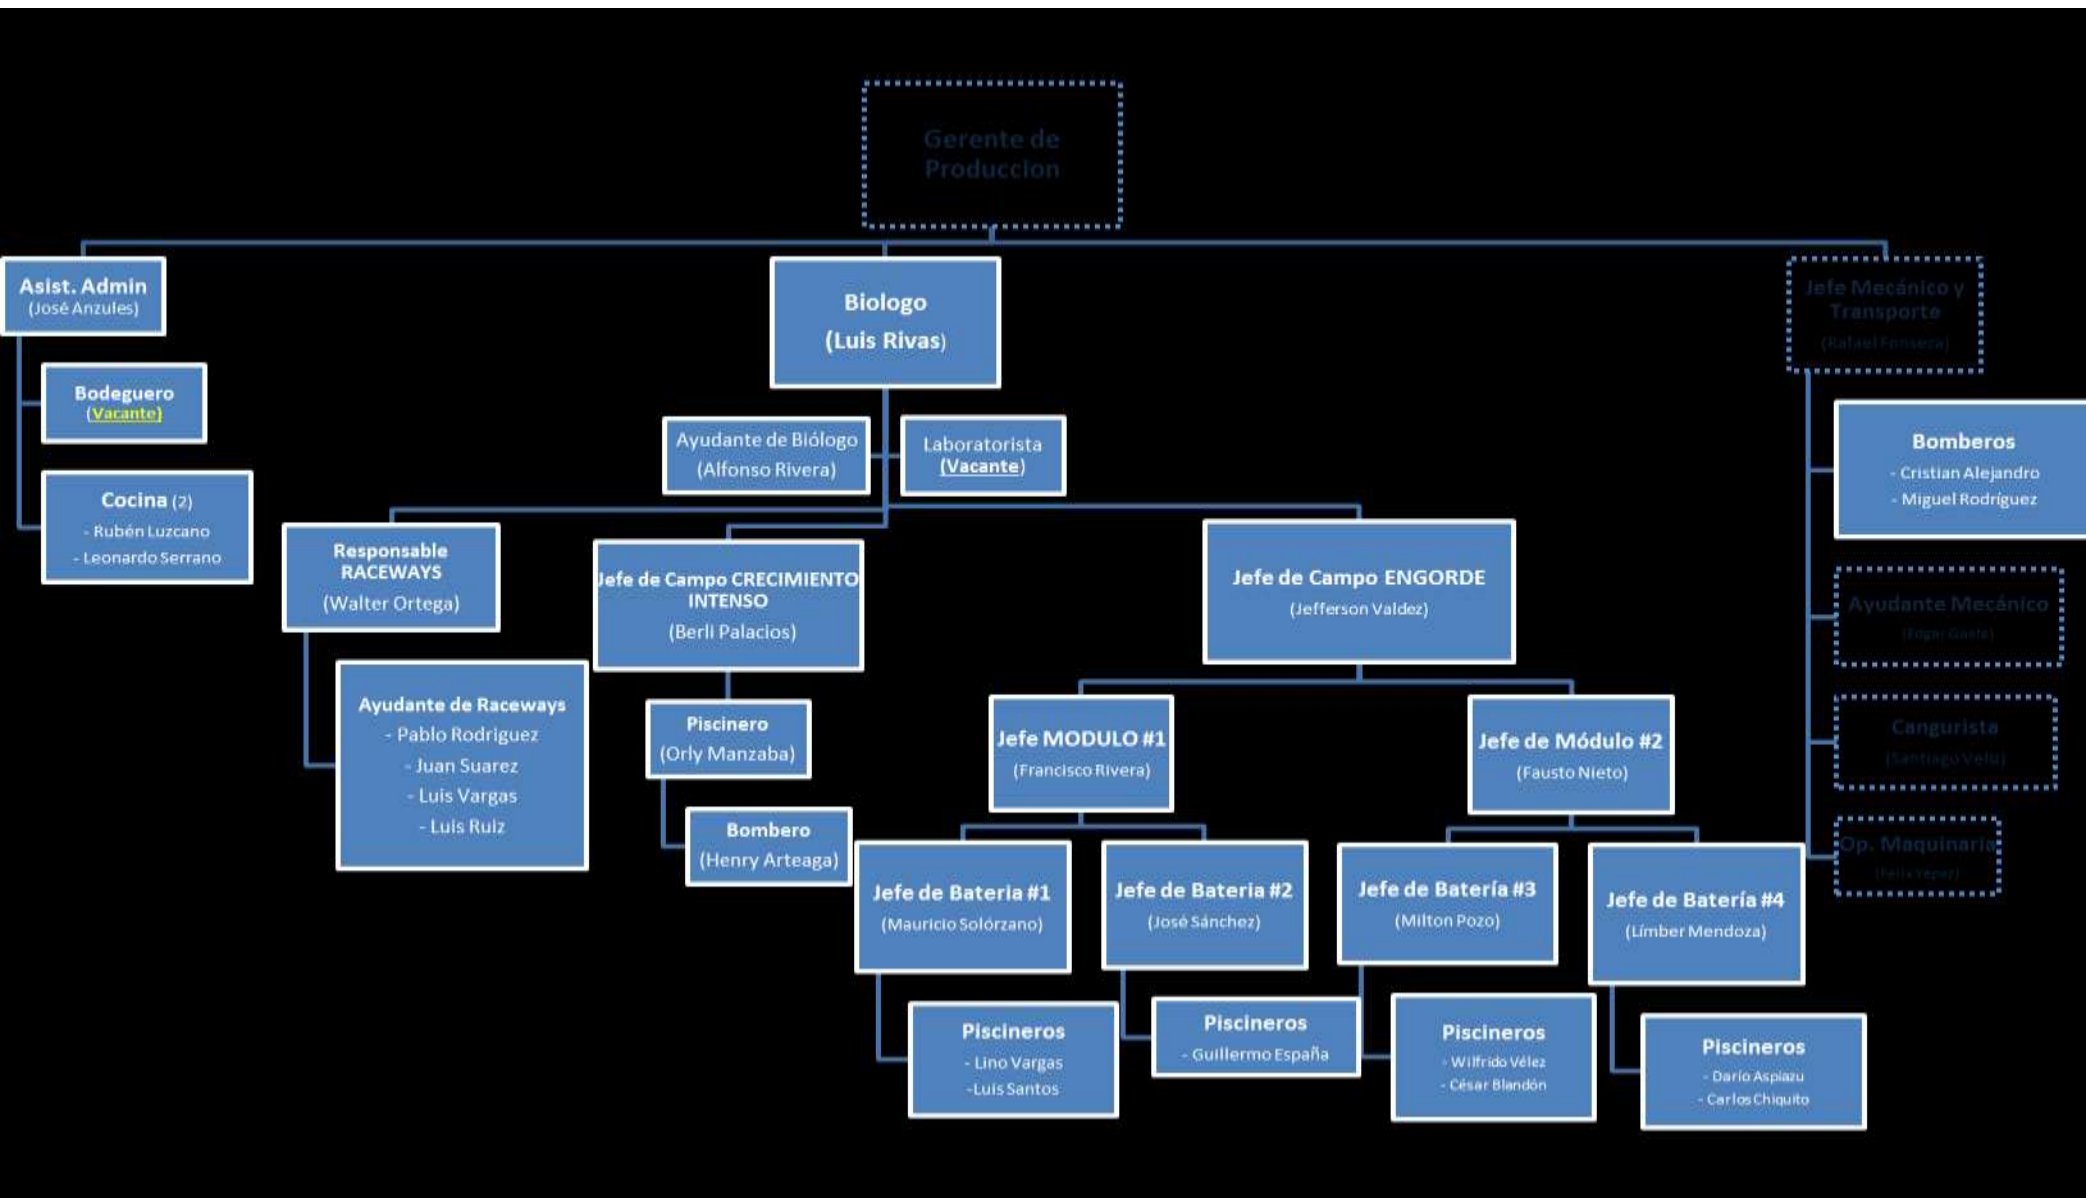 Gerente de
Produccion
Asist. Admin
(José Anzules)
Bodeguero
(Vacante)
Cocina (2)
- Rubén Luzcano
- Leonardo Serrano
Biologo
(Luis Rivas)
Ayudante de Biólogo
(Alfonso Rivera)
Laboratorista
(Vacante)
Responsable
RACEWAYS
(Walter Ortega)
Ayudante de Raceways
- Pablo Rodriguez
- Juan Suarez
- Luis Vargas
- Luis Ruiz
Jefe de Campo CRECIMIENTO
INTENSO
(Berli Palacios)
Piscinero
(Orly Manzaba)
Bombero
(Henry Arteaga)
Jefe de Campo ENGORDE
(Jefferson Valdez)
Jefe MODULO #1
(Francisco Rivera)
Jefe de Bateria #1
(Mauricio Solórzano)
Piscineros
- Lino Vargas
-Luis Santos
Jefe de Bateria #2
(José Sánchez)
Piscineros
- Guillermo España
Jefe de Módulo #2
(Fausto Nieto)
Jefe de Batería #3
(Milton Pozo)
Piscineros
- Wilfrido Vélez
- César Blandón
Jefe de Batería #4
(Límber Mendoza)
Piscineros
- Darío Aspiazu
- Carlos Chiquito
Jefe Mecánico y
Transporte
(Rafael Fonseca)
Bomberos
- Cristian Alejandro
- Miguel Rodríguez
Ayudante Mecánico
Cangurista
(Santiago
Op. Maquinaria